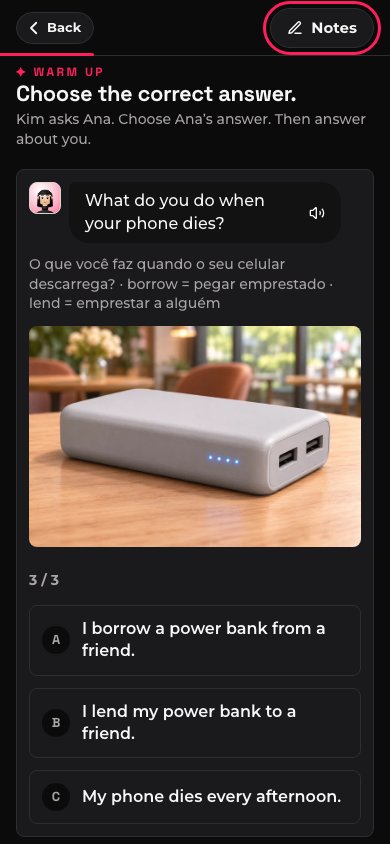 Back
Notes
WARM UP
Choose the correct answer.
Kim asks Ana. Choose Ana's answer. Then answer
about you.
What do you do when
your phone dies?
O que você faz quando o seu celular
descarrega? · borrow = pegar emprestado ·
lend = emprestar a alguém
3 / 3
A
I borrow a power bank from a
friend.
B
I lend my power bank to a
friend.
C
My phone dies every afternoon.